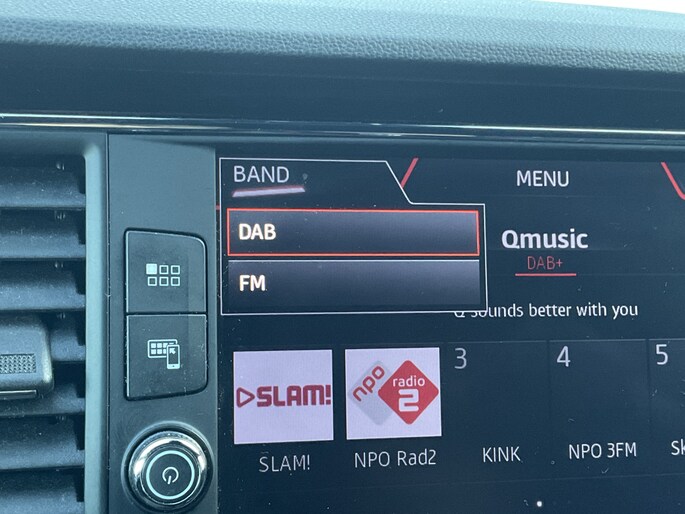 BAND
MENU
DAB
FM
Qmusic
DAB+
sounds better with you
SLAM!
npo
radio
2
3
4
5
SLAM!
NPO Rad2
KINK
NPO 3FM